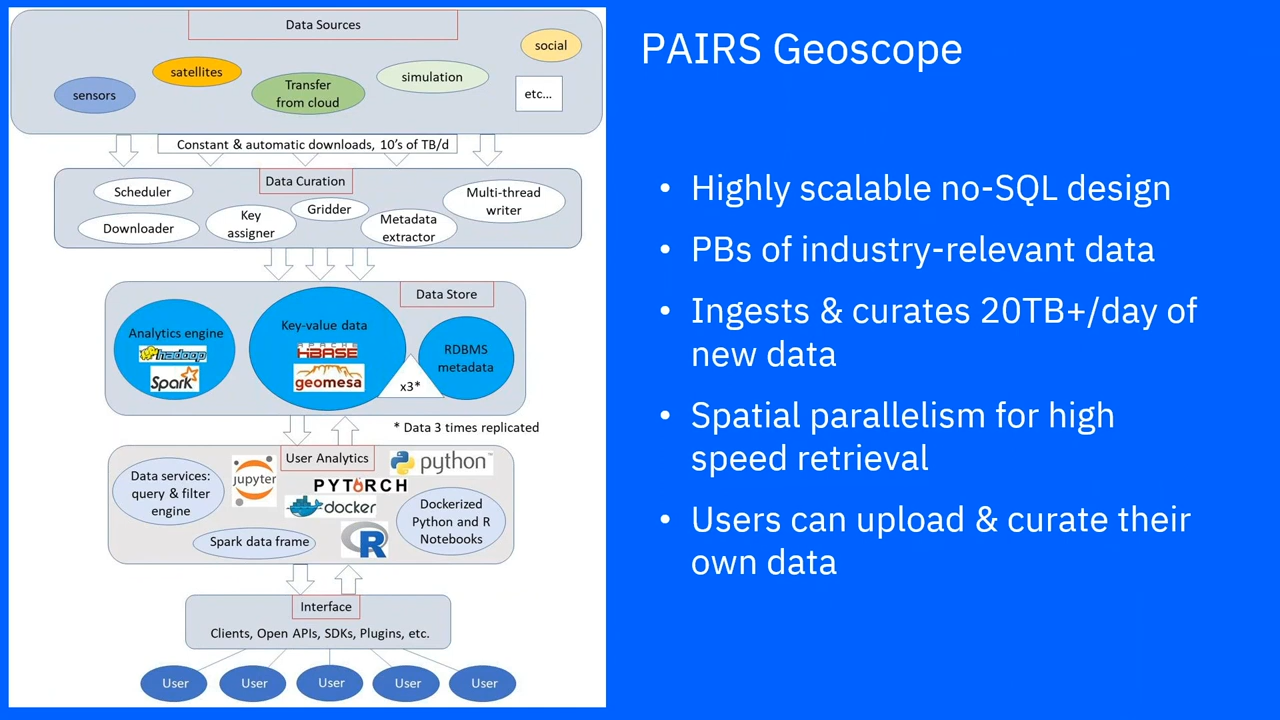 Data Sources
social
satellites
simulation
Transfer
from cloud
sensors
etc...
Constant & automatic downloads, 10's of TB/d
Data Curation
Scheduler
Multi-thread
writer
Gridder
Key
assigner
Metadata
extractor
Downloader
Data Store
Analytics engine
hadoop
Spark
Key-value data
APACHE
HBASE
geomesa
x3*
RDBMS
metadata
* Data 3 times replicated
User Analytics
Data services:
query & filter
engine
jupyter
python™
PYTORCH
docker
Dockerized
Python and R
Notebooks
Spark data frame
R
Interface
Clients, Open APIs, SDKs, Plugins, etc.
User
User
User
User
User
PAIRS Geoscope
• Highly scalable no-SQL design
• PBs of industry-relevant data
• Ingests & curates 20TB+/day of
new data
• Spatial parallelism for high
speed retrieval
• Users can upload & curate their
own data